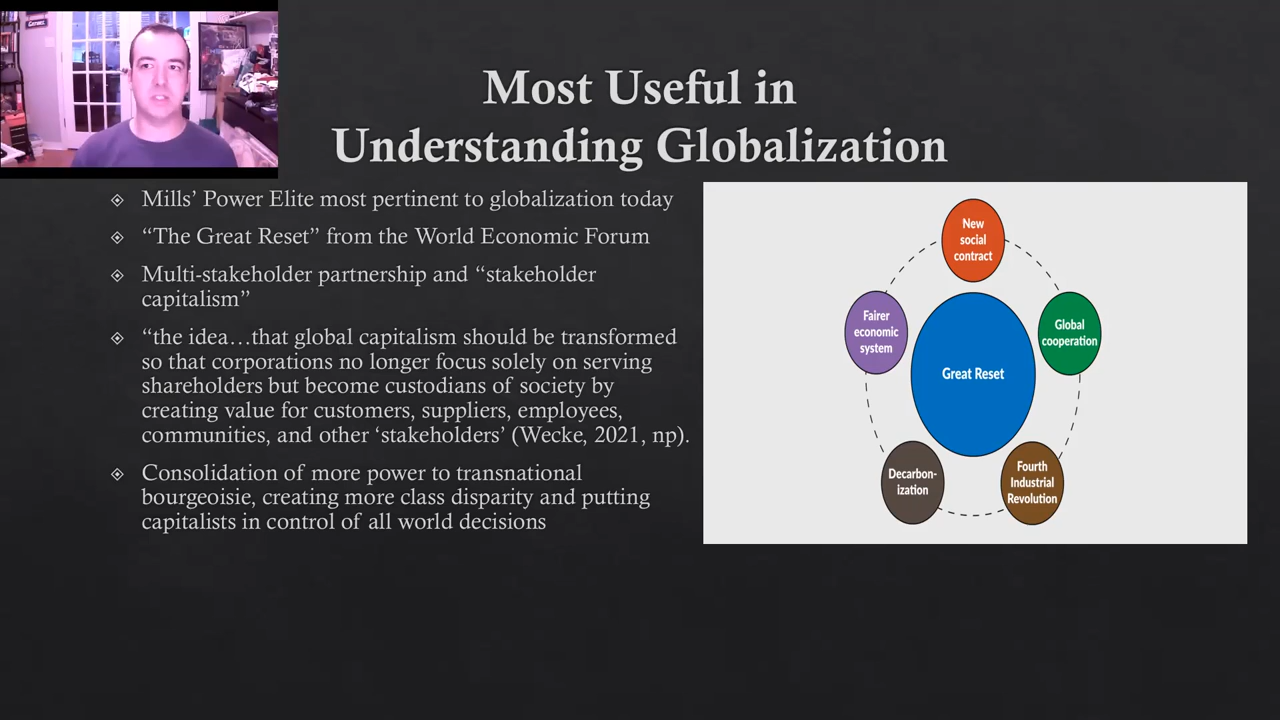 Most Useful in
Understanding Globalization
Mills’ Power Elite most pertinent to globalization today
“The Great Reset” from the World Economic Forum
Multi-stakeholder partnership and “stakeholder
capitalism”
“the idea…that global capitalism should be transformed
so that corporations no longer focus solely on serving
shareholders but become custodians of society by
creating value for customers, suppliers, employees,
communities, and other ‘stakeholders’ (Wecke, 2021, np).
Consolidation of more power to transnational
bourgeoisie, creating more class disparity and putting
capitalists in control of all world decisions
New
social
contract
Fairer
economic
system
Global
cooperation
Great Reset
Decarbon-
ization
Fourth
Industrial
Revolution